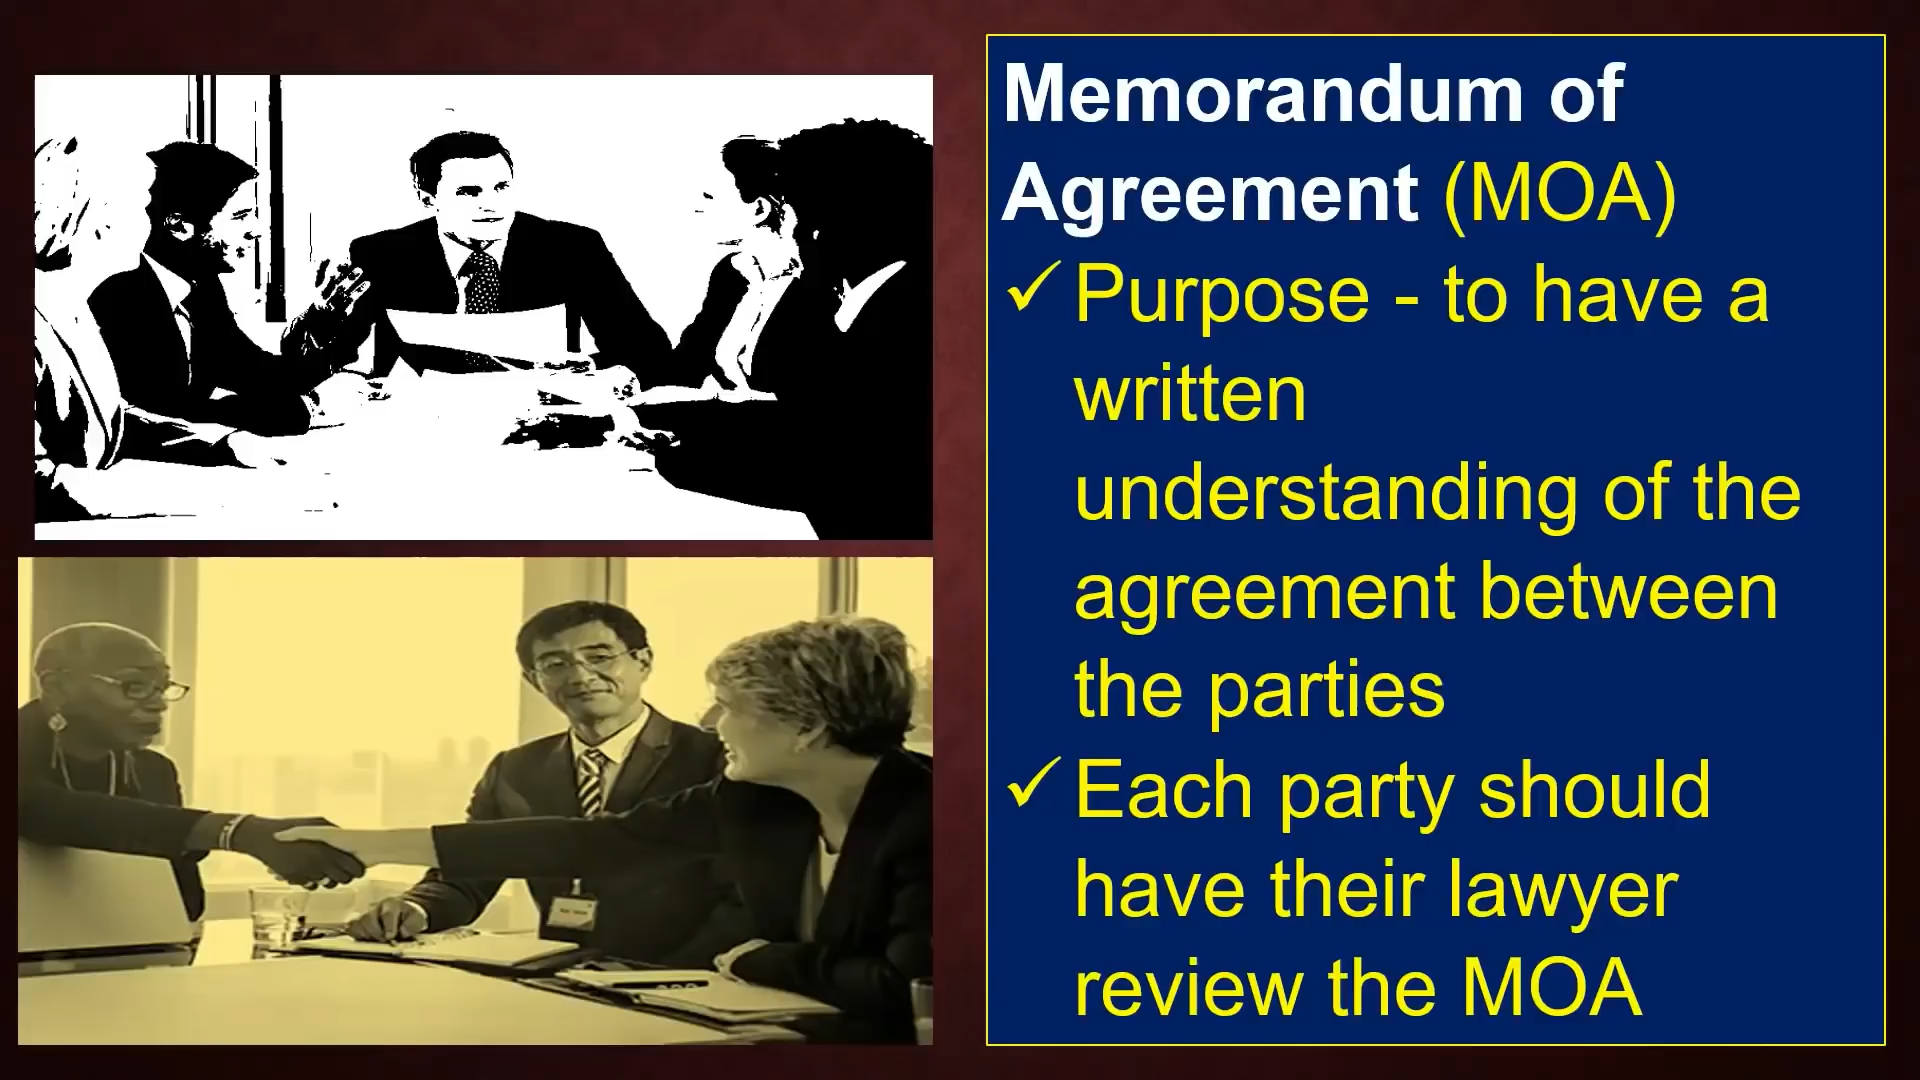 Memorandum of
Agreement (MOA)
✓ Purpose - to have a
written
understanding of the
agreement between
the parties
✓ Each party should
have their lawyer
review the MOA